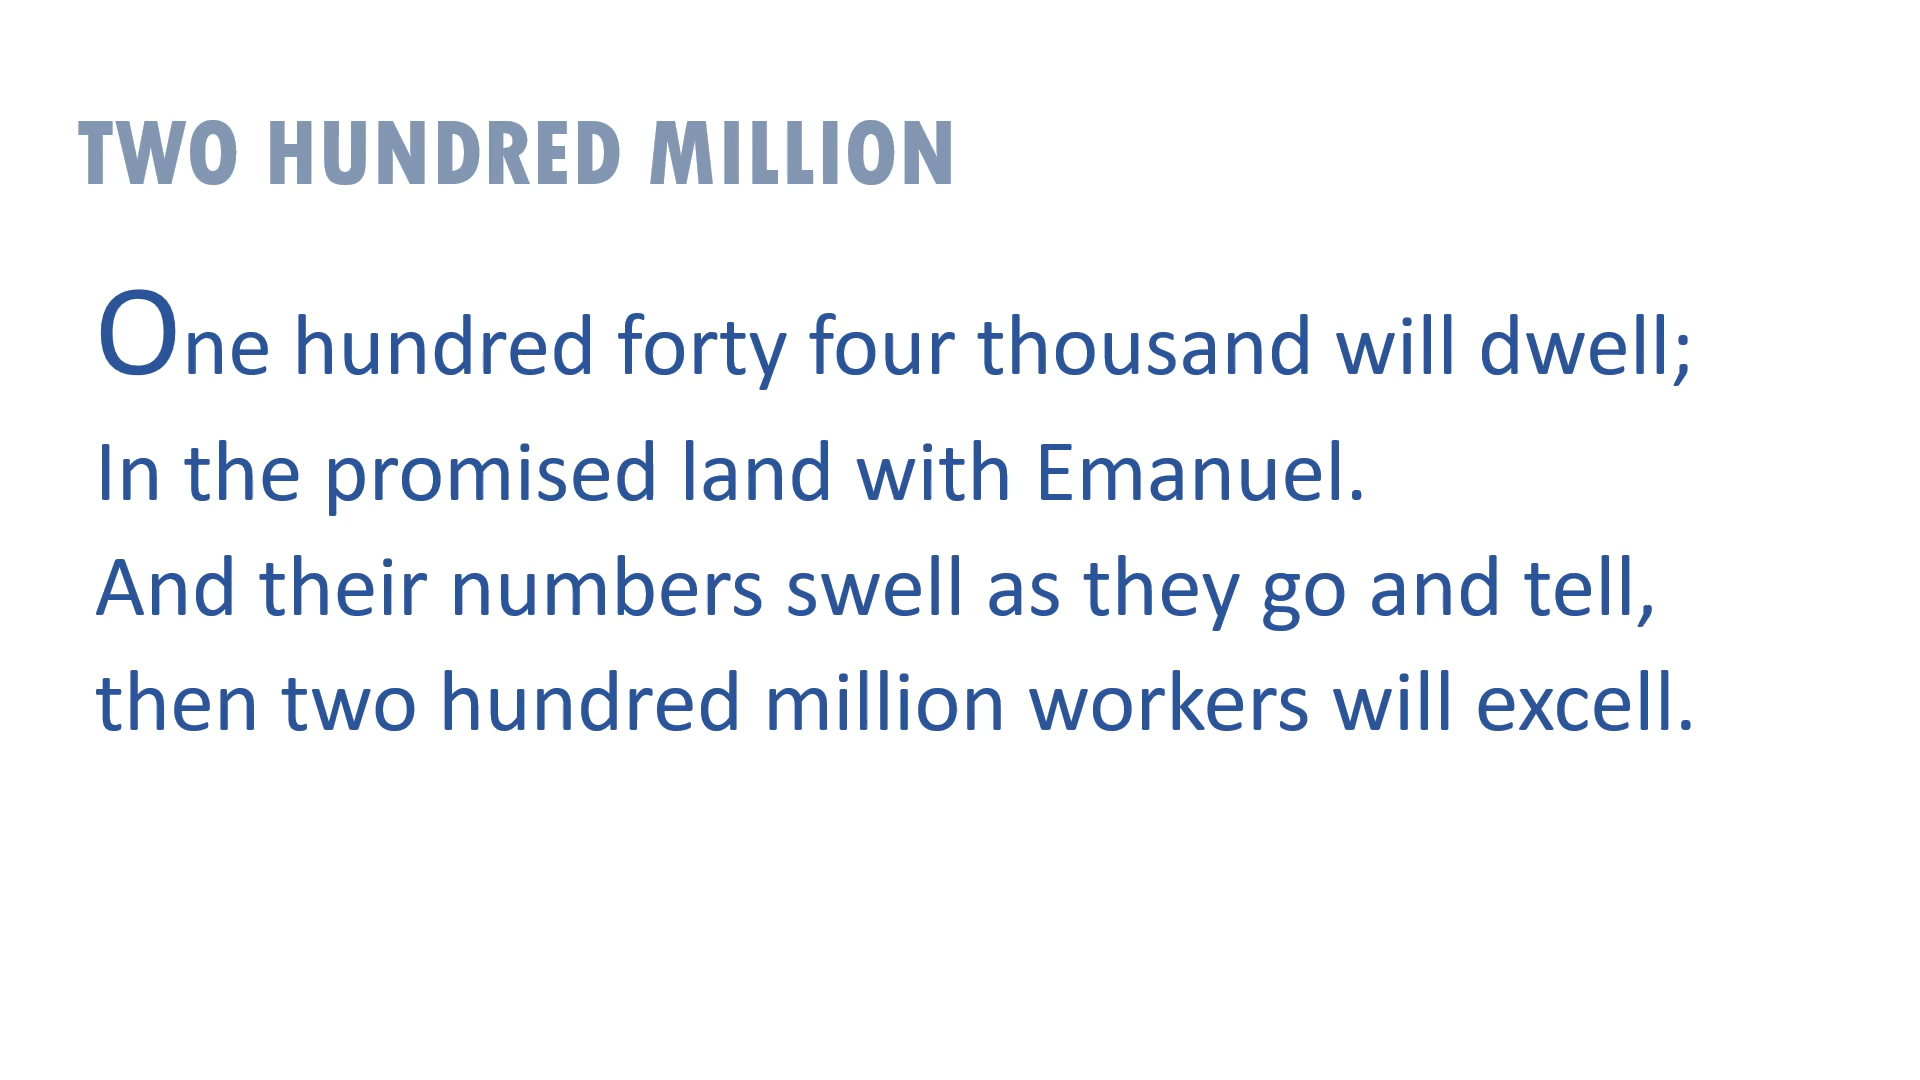 TWO HUNDRED MILLION
One hundred forty four thousand will dwell;
In the promised land with Emanuel.
And their numbers swell as they go and tell,
then two hundred million workers will excell.